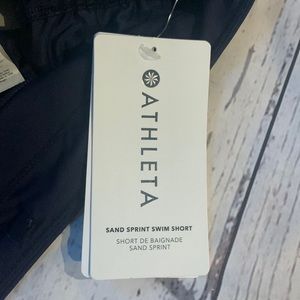 ATHLETA
SAND SPRINT SWIM SHORT
SHORT DE BAIGNADE
SAND SPRINT